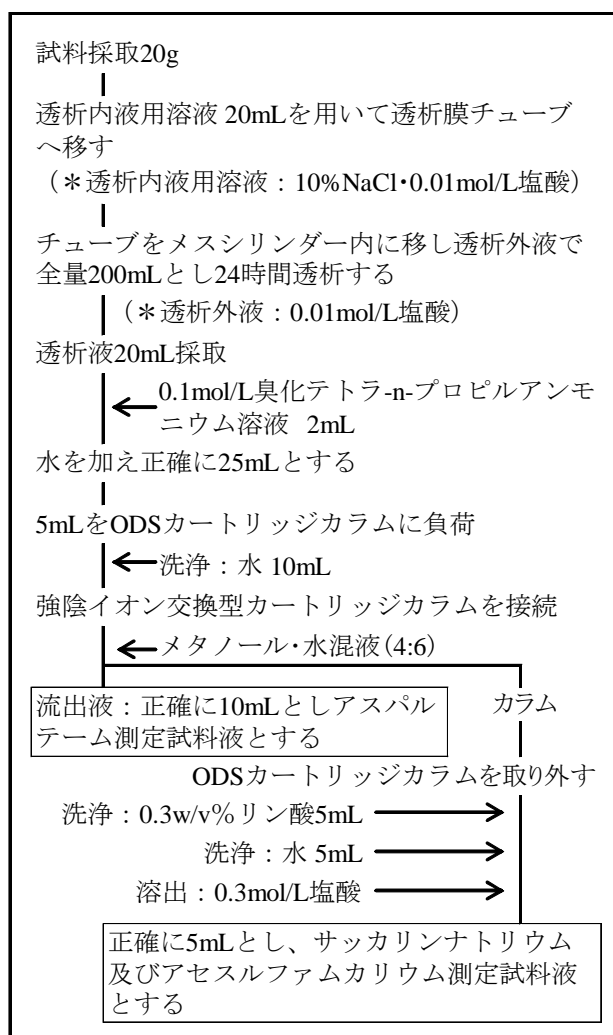 試料採取20g
透析内液用溶液 20mLを用いて透析膜チューブ
へ移す
(＊透析内液用溶液：10%NaCl･0.01mol/L塩酸)
チューブをメスシリンダー内に移し透析外液で
全量200mLとし24時間透析する
(＊透析外液：0.01mol/L塩酸)
透析液20mL採取
0.1mol/L臭化テトラ-n-プロピルアンモ
ニウム溶液 2mL
水を加え正確に25mLとする
5mLをODSカートリッジカラムに負荷
洗浄：水 10mL
強陰イオン交換型カートリッジカラムを接続
メタノール･水混液(4:6)
流出液：正確に10mLとしアスパル
テーム測定試料液とする
カラム
ODSカートリッジカラムを取り外す
洗浄：0.3w/v%リン酸5mL
洗浄：水 5mL
溶出：0.3mol/L塩酸
正確に5mLとし、サッカリンナトリウム
及びアセスルファムカリウム測定試料液
とする